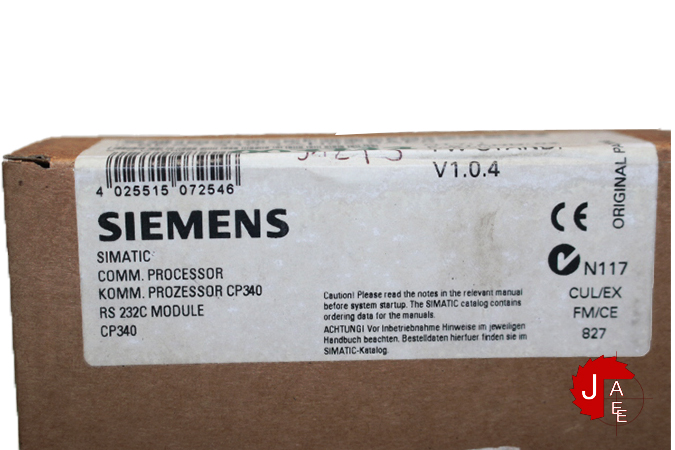 V1.0.4
4 025515 072546
SIEMENS
SIMATIC
COMM. PROCESSOR
KOMM. PROZESSOR CP340
RS 232C MODULE
CP340
Caution! Please read the notes in the relevant manual
before system startup. The SIMATIC catalog contains
ordering data for the manuals.
ACHTUNG! Vor Inbetriebnahme Hinweise im jeweiligen
Handbuch beachten. Bestelldaten hierfuer finden sie im
SIMATIC-Katalog.
ORIGINAL
CE
N117
CUL/EX
FM/CE
827
J
A
E
E